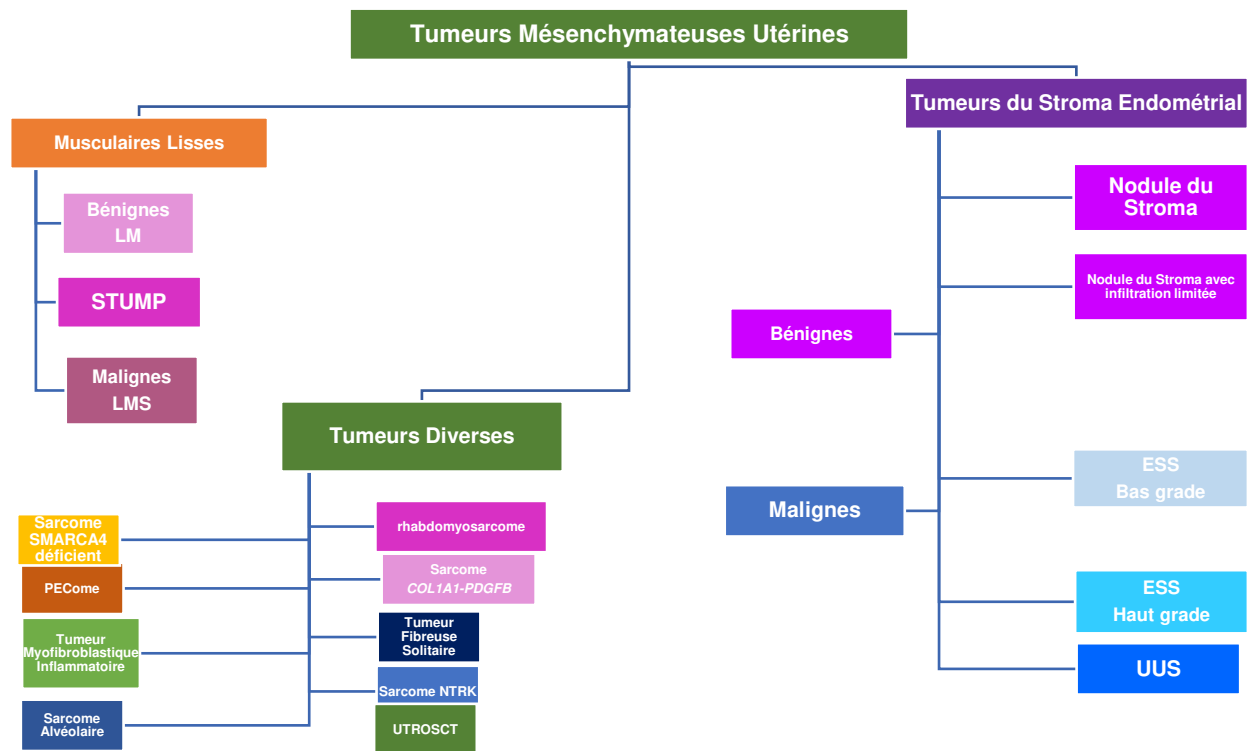 Tumeurs Mésenchymateuses Utérines
Musculaires Lisses
Bénignes
LM
STUMP
Malignes
LMS
Tumeurs Diverses
Sarcome
SMARCA4
déficient
PECome
Tumeur
Myofibroblastique
Inflammatoire
Sarcome
Alvéolaire
rhabdomyosarcome
Sarcome
COL1A1-PDGFB
Tumeur
Fibreuse
Solitaire
Sarcome NTRK
UTROSCT
Tumeurs du Stroma Endométrial
Bénignes
Nodule du
Stroma
Nodule du Stroma avec
infiltration limitée
Malignes
ESS
Bas grade
ESS
Haut grade
UUS